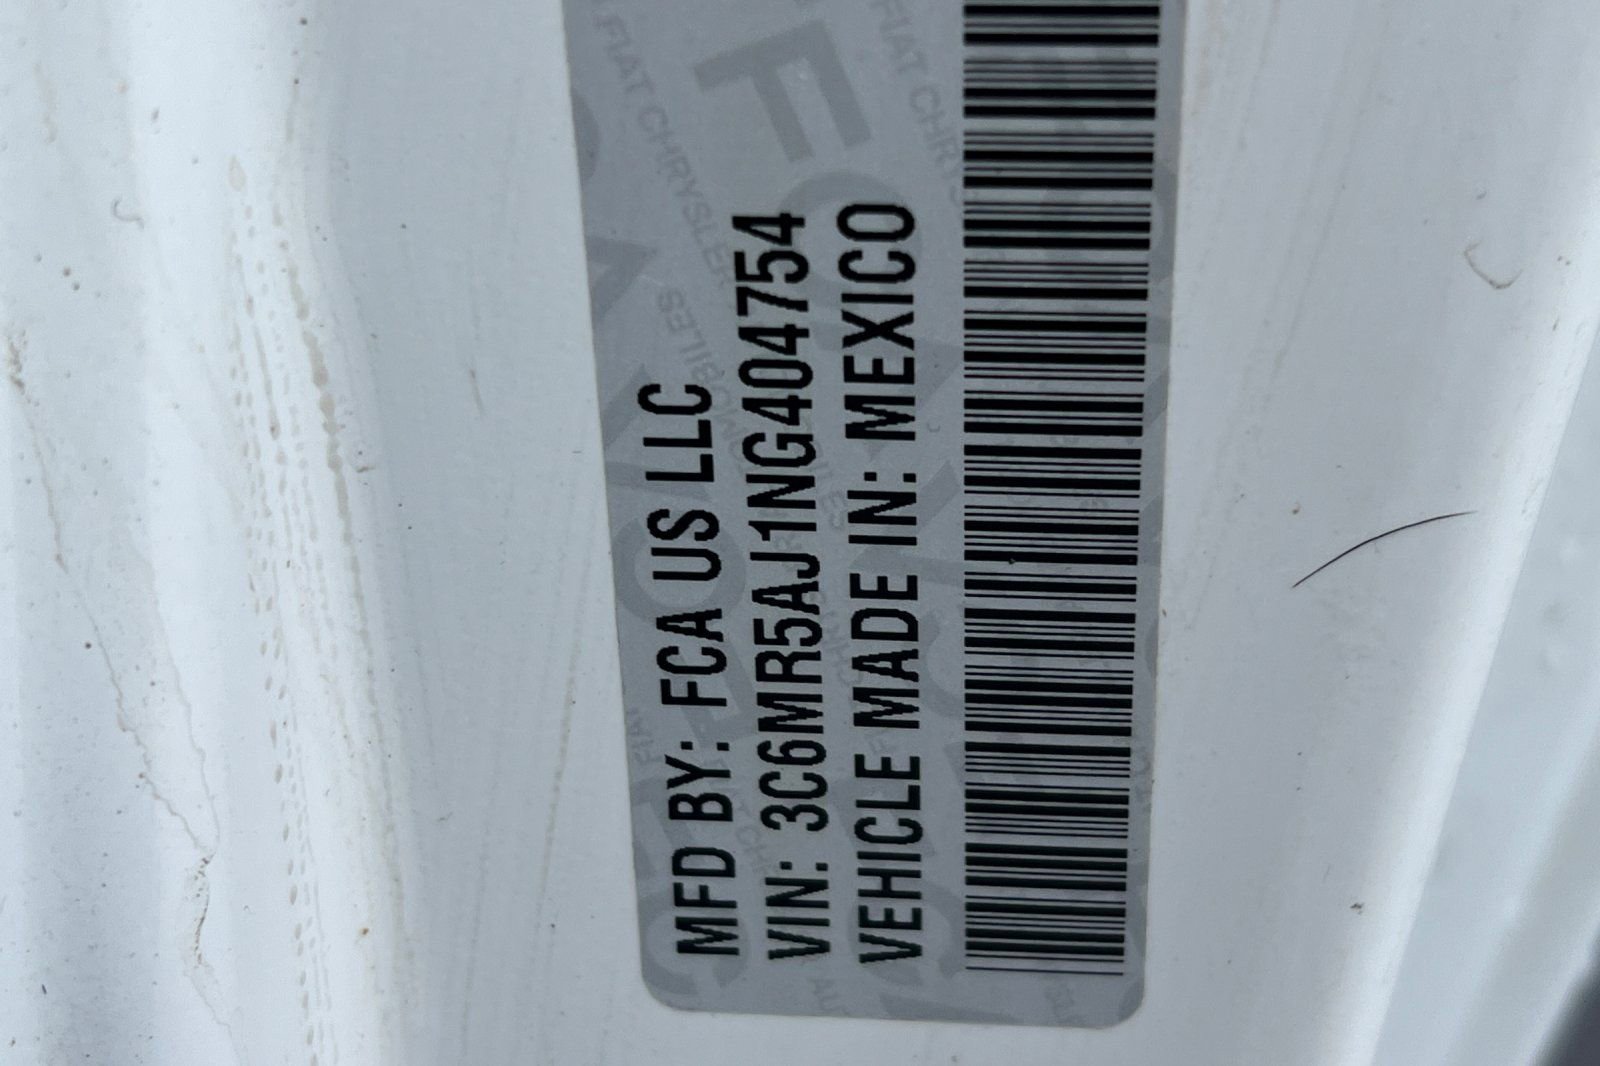 MFD BY: FCA US LLC
VIN: 3C6MR5AJ1NG404754
VEHICLE MADE IN: MEXICO